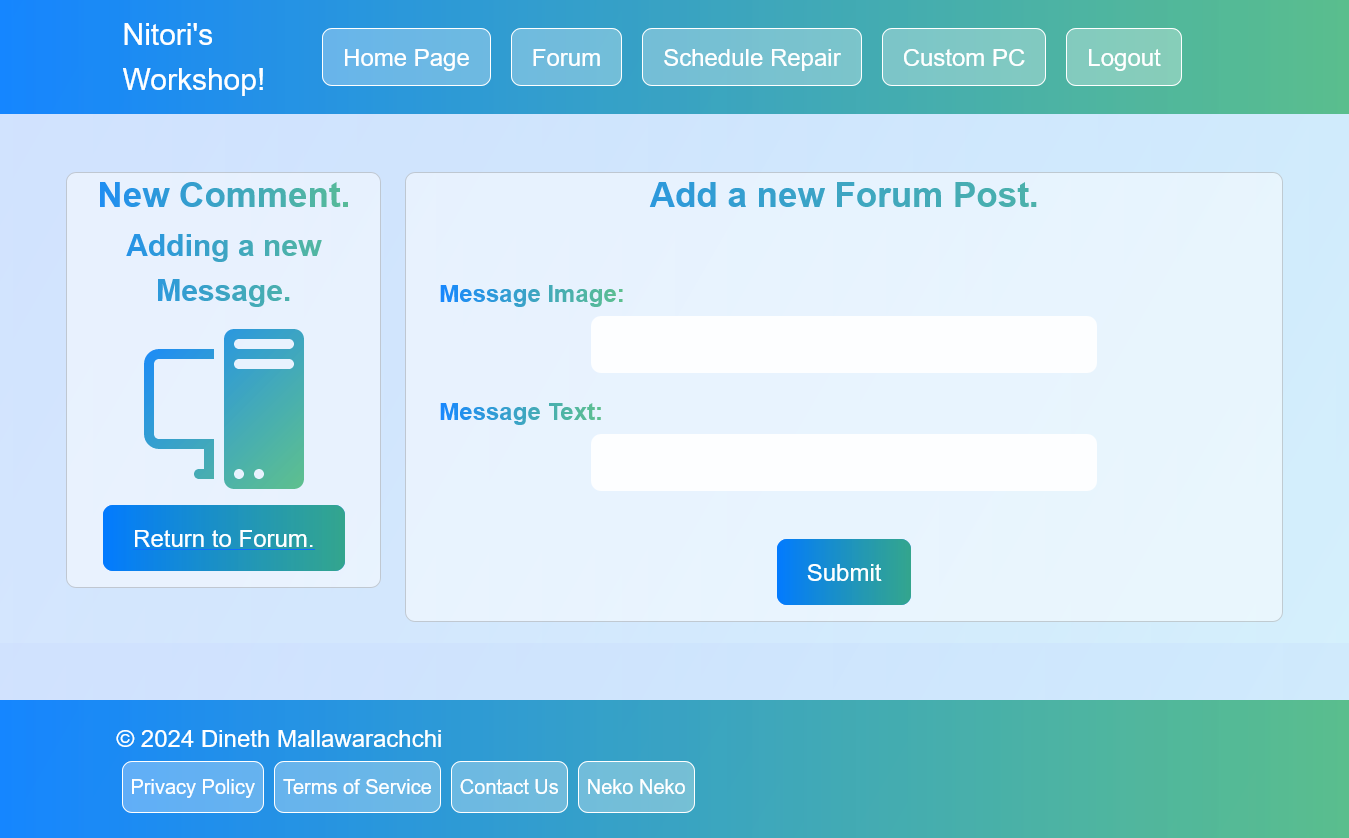 Nitori's
Workshop!
Home Page
Forum
Schedule Repair
Custom PC
Logout
New Comment.
Adding a new
Message.
Return to Forum.
Add a new Forum Post.
Message Image:
Message Text:
Submit
© 2024 Dineth Mallawarachchi
Privacy Policy
Terms of Service
Contact Us
Neko Neko